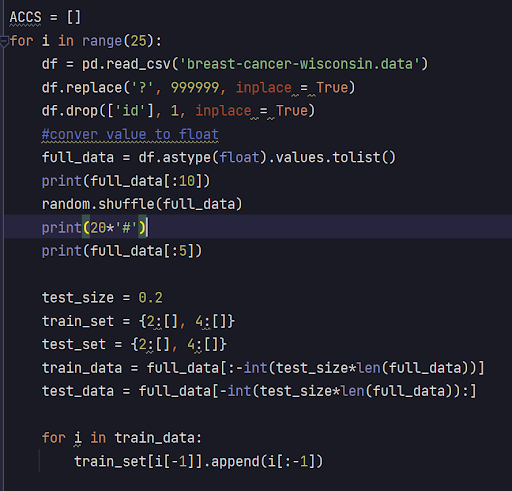 ACCS = []
for i in range(25):
    df = pd.read_csv('breast-cancer-wisconsin.data')
    df.replace('?', 999999, inplace = True)
    df.drop(['id'], 1, inplace = True)
    #conver value to float
    full_data = df.astype(float).values.tolist()
    print(full_data[:10])
    random.shuffle(full_data)
    print(20*'#')
    print(full_data[:5])

    test_size = 0.2
    train_set = {2:[], 4:[]}
    test_set = {2:[], 4:[]}
    train_data = full_data[:-int(test_size*len(full_data))]
    test_data = full_data[-int(test_size*len(full_data)):]

    for i in train_data:
        train_set[i[-1]].append(i[:-1])